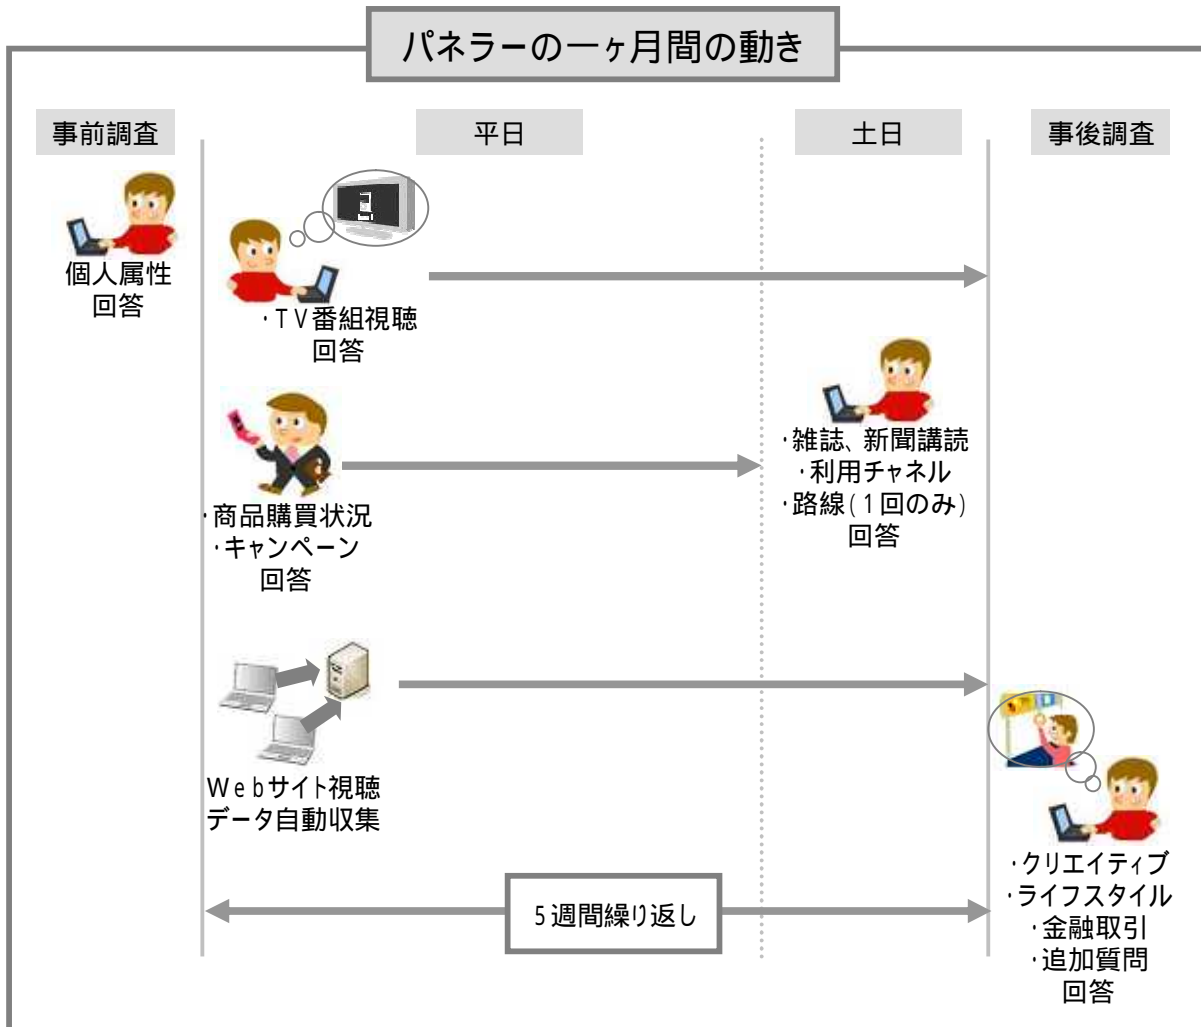 パネラーの一ヶ月間の動き
事前調査
平日
土日
事後調査
個人属性
回答
・TV番組視聴
回答
・商品購買状況
・キャンペーン
回答
・雑誌、新聞講読
・利用チャネル
・路線(1回のみ)
回答
Webサイト視聴
データ自動収集
5週間繰り返し
・クリエイティブ
・ライフスタイル
・金融取引
・追加質問
回答